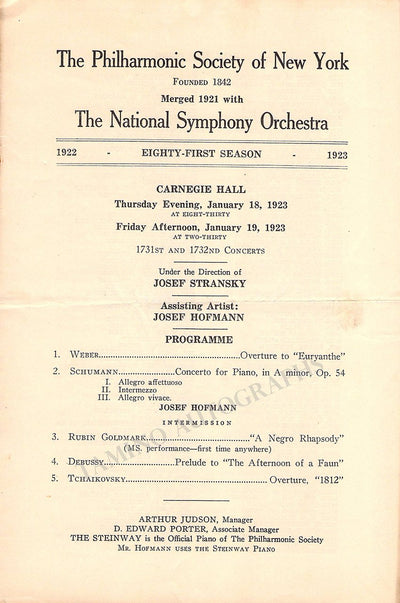 The Philharmonic Society of New York
FOUNDED 1842
Merged 1921 with
The National Symphony Orchestra
1922 - EIGHTY-FIRST SEASON - 1923
CARNEGIE HALL
Thursday Evening, January 18, 1923
AT EIGHT-THIRTY
Friday Afternoon, January 19, 1923
AT TWO-THIRTY
1731ST AND 1732ND CONCERTS
Under the Direction of
JOSEF STRANSKY
Assisting Artist:
JOSEF HOFMANN
PROGRAMME
1. WEBER Overture to "Euryanthe"
2. SCHUMANN Concerto for Piano, in A minor, Op. 54
I. Allegro affettuoso
II. Intermezzo
III. Allegro vivace.
JOSEF HOFMANN
INTERMISSION
3. RUBIN GOLDMARK "A Negro Rhapsody"
(MS. performance—first time anywhere)
4. DEBUSSY Prelude to "The Afternoon of a Faun"
5. TCHAIKOVSKY Overture, "1812"
ARTHUR JUDSON, Manager
D. EDWARD PORTER, Associate Manager
THE STEINWAY is the Official Piano of The Philharmonic Society
MR. HOFMANN USES THE STEINWAY PIANO
TAMINO AUTOGRAPHS